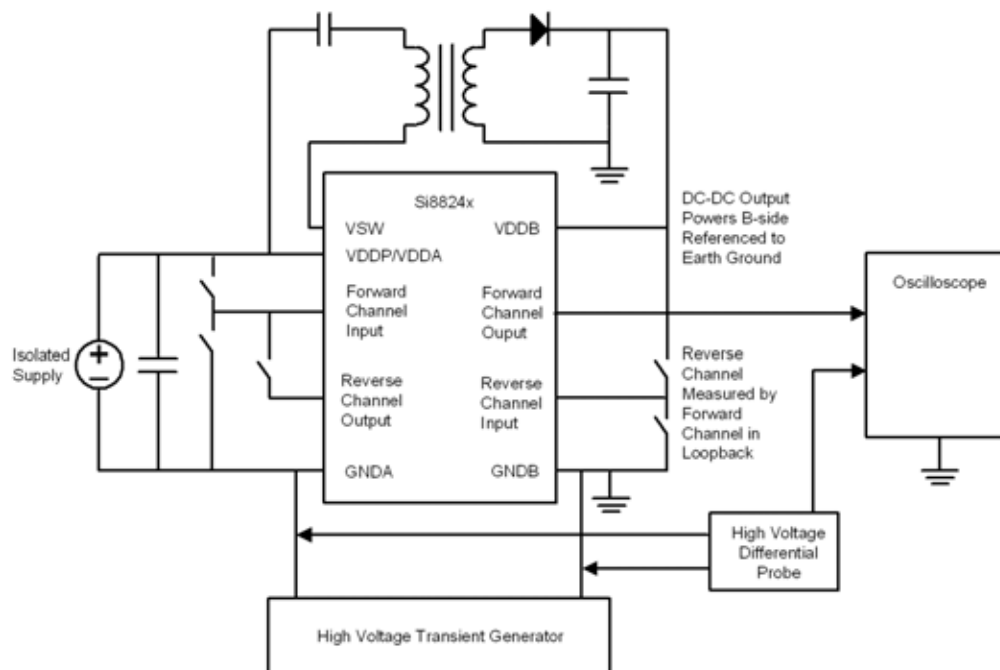 Si8824x
VSW
VDDB
VDDP/VDDA
Forward
Channel
Input
Forward
Channel
Ouput
Reverse
Channel
Output
Reverse
Channel
Input
GNDA
GNDB
Isolated
Supply
DC-DC Output
Powers B-side
Referenced to
Earth Ground
Oscilloscope
Reverse
Channel
Measured by
Forward
Channel in
Loopback
High Voltage
Differential
Probe
High Voltage Transient Generator